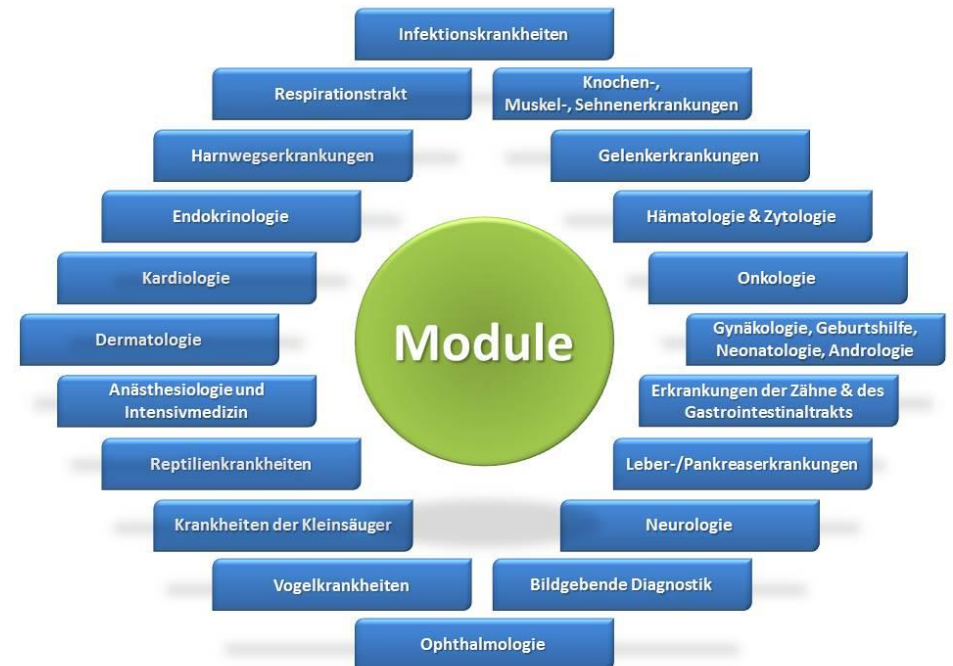 Infektionskrankheiten
Respirationstrakt
Knochen-,
Muskel-, Sehnenerkrankungen
Harnwegserkrankungen
Gelenkerkrankungen
Endokrinologie
Hämatologie & Zytologie
Kardiologie
Onkologie
Dermatologie
Module
Gynäkologie, Geburtshilfe,
Neonatologie, Andrologie
Anästhesiologie und
Intensivmedizin
Erkrankungen der Zähne & des
Gastrointestinaltrakts
Reptilienkrankheiten
Leber-/Pankreaserkrankungen
Krankheiten der Kleinsäuger
Neurologie
Vogelkrankheiten
Bildgebende Diagnostik
Ophthalmologie